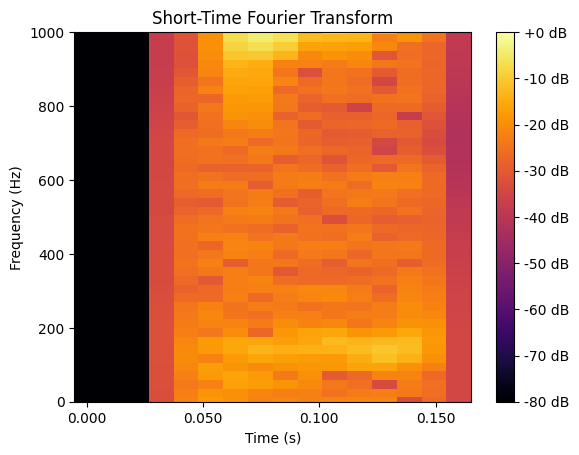 Short-Time Fourier Transform
Frequency (Hz)
1000
800
600
400
200
0
0.000
0.050
0.100
0.150
Time (s)
+0 dB
-10 dB
-20 dB
-30 dB
-40 dB
-50 dB
-60 dB
-70 dB
-80 dB